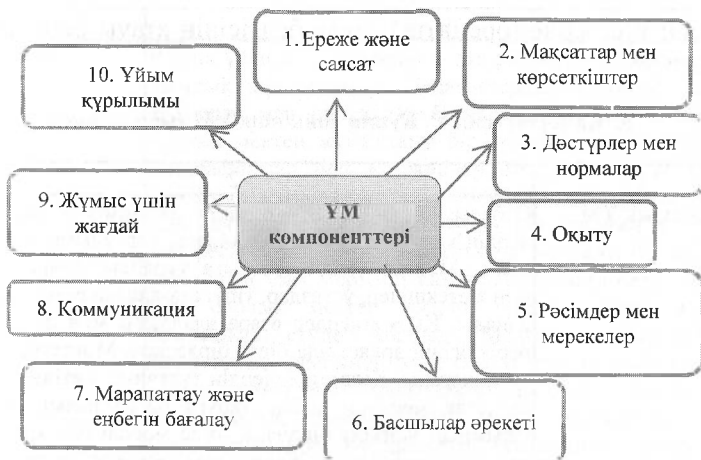 1. Ереже және
саясат
2. Мақсаттар мен
көрсеткіштер
3. Дәстүрлер мен
нормалар
4. Оқыту
5. Рәсімдер мен
мерекелер
6. Басшылар әрекеті
7. Марапаттау және
еңбегін бағалау
8. Коммуникация
9. Жұмыс үшін
жағдай
10. Ұйым
құрылымы
ҰМ
компоненттері